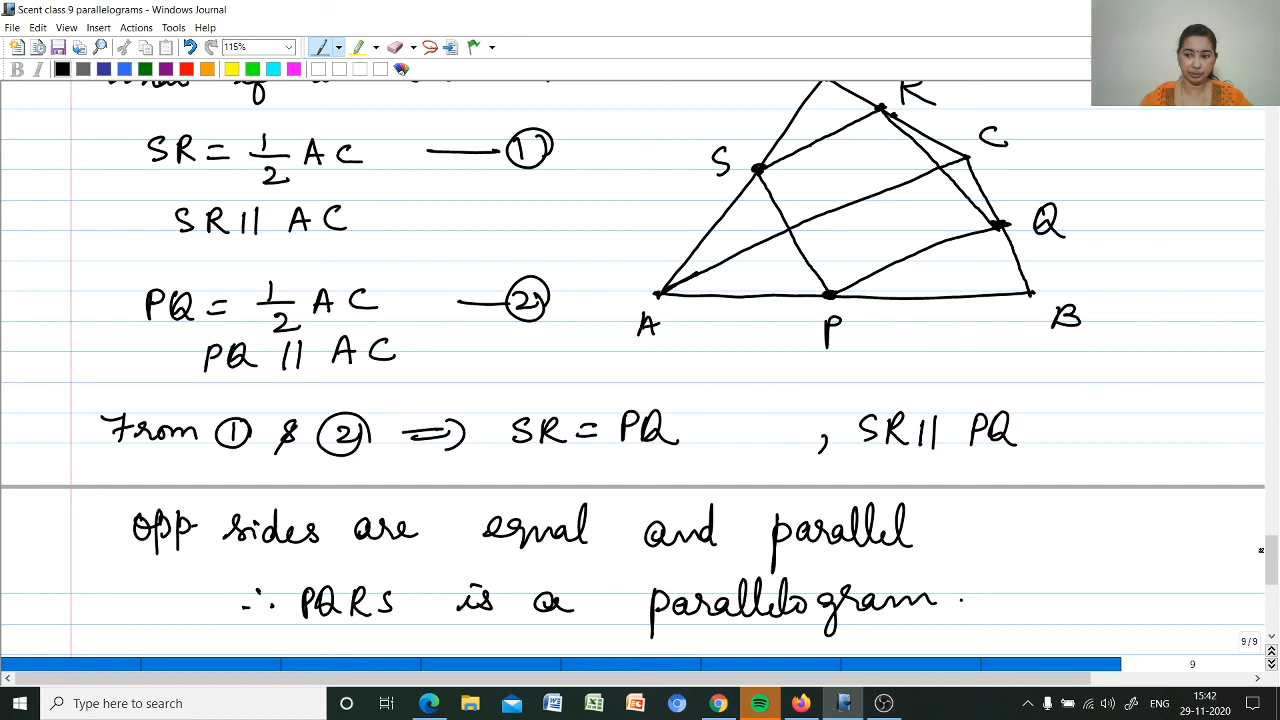 Scent class 9 parallelograms - Windows Journal
File Edit View Insert Actions Tools Help
115%
B I
SR = 1/2 AC —— ①
SR || AC
PQ = 1/2 AC —— ②
PQ || AC
R
C
S
Q
A
P
B
From ① & ② ⇒ SR = PQ , SR || PQ
opp sides are equal and parallel
∴ PQRS is a parallelogram.
9/9
9
Type here to search
ENG
15:42
29-11-2020